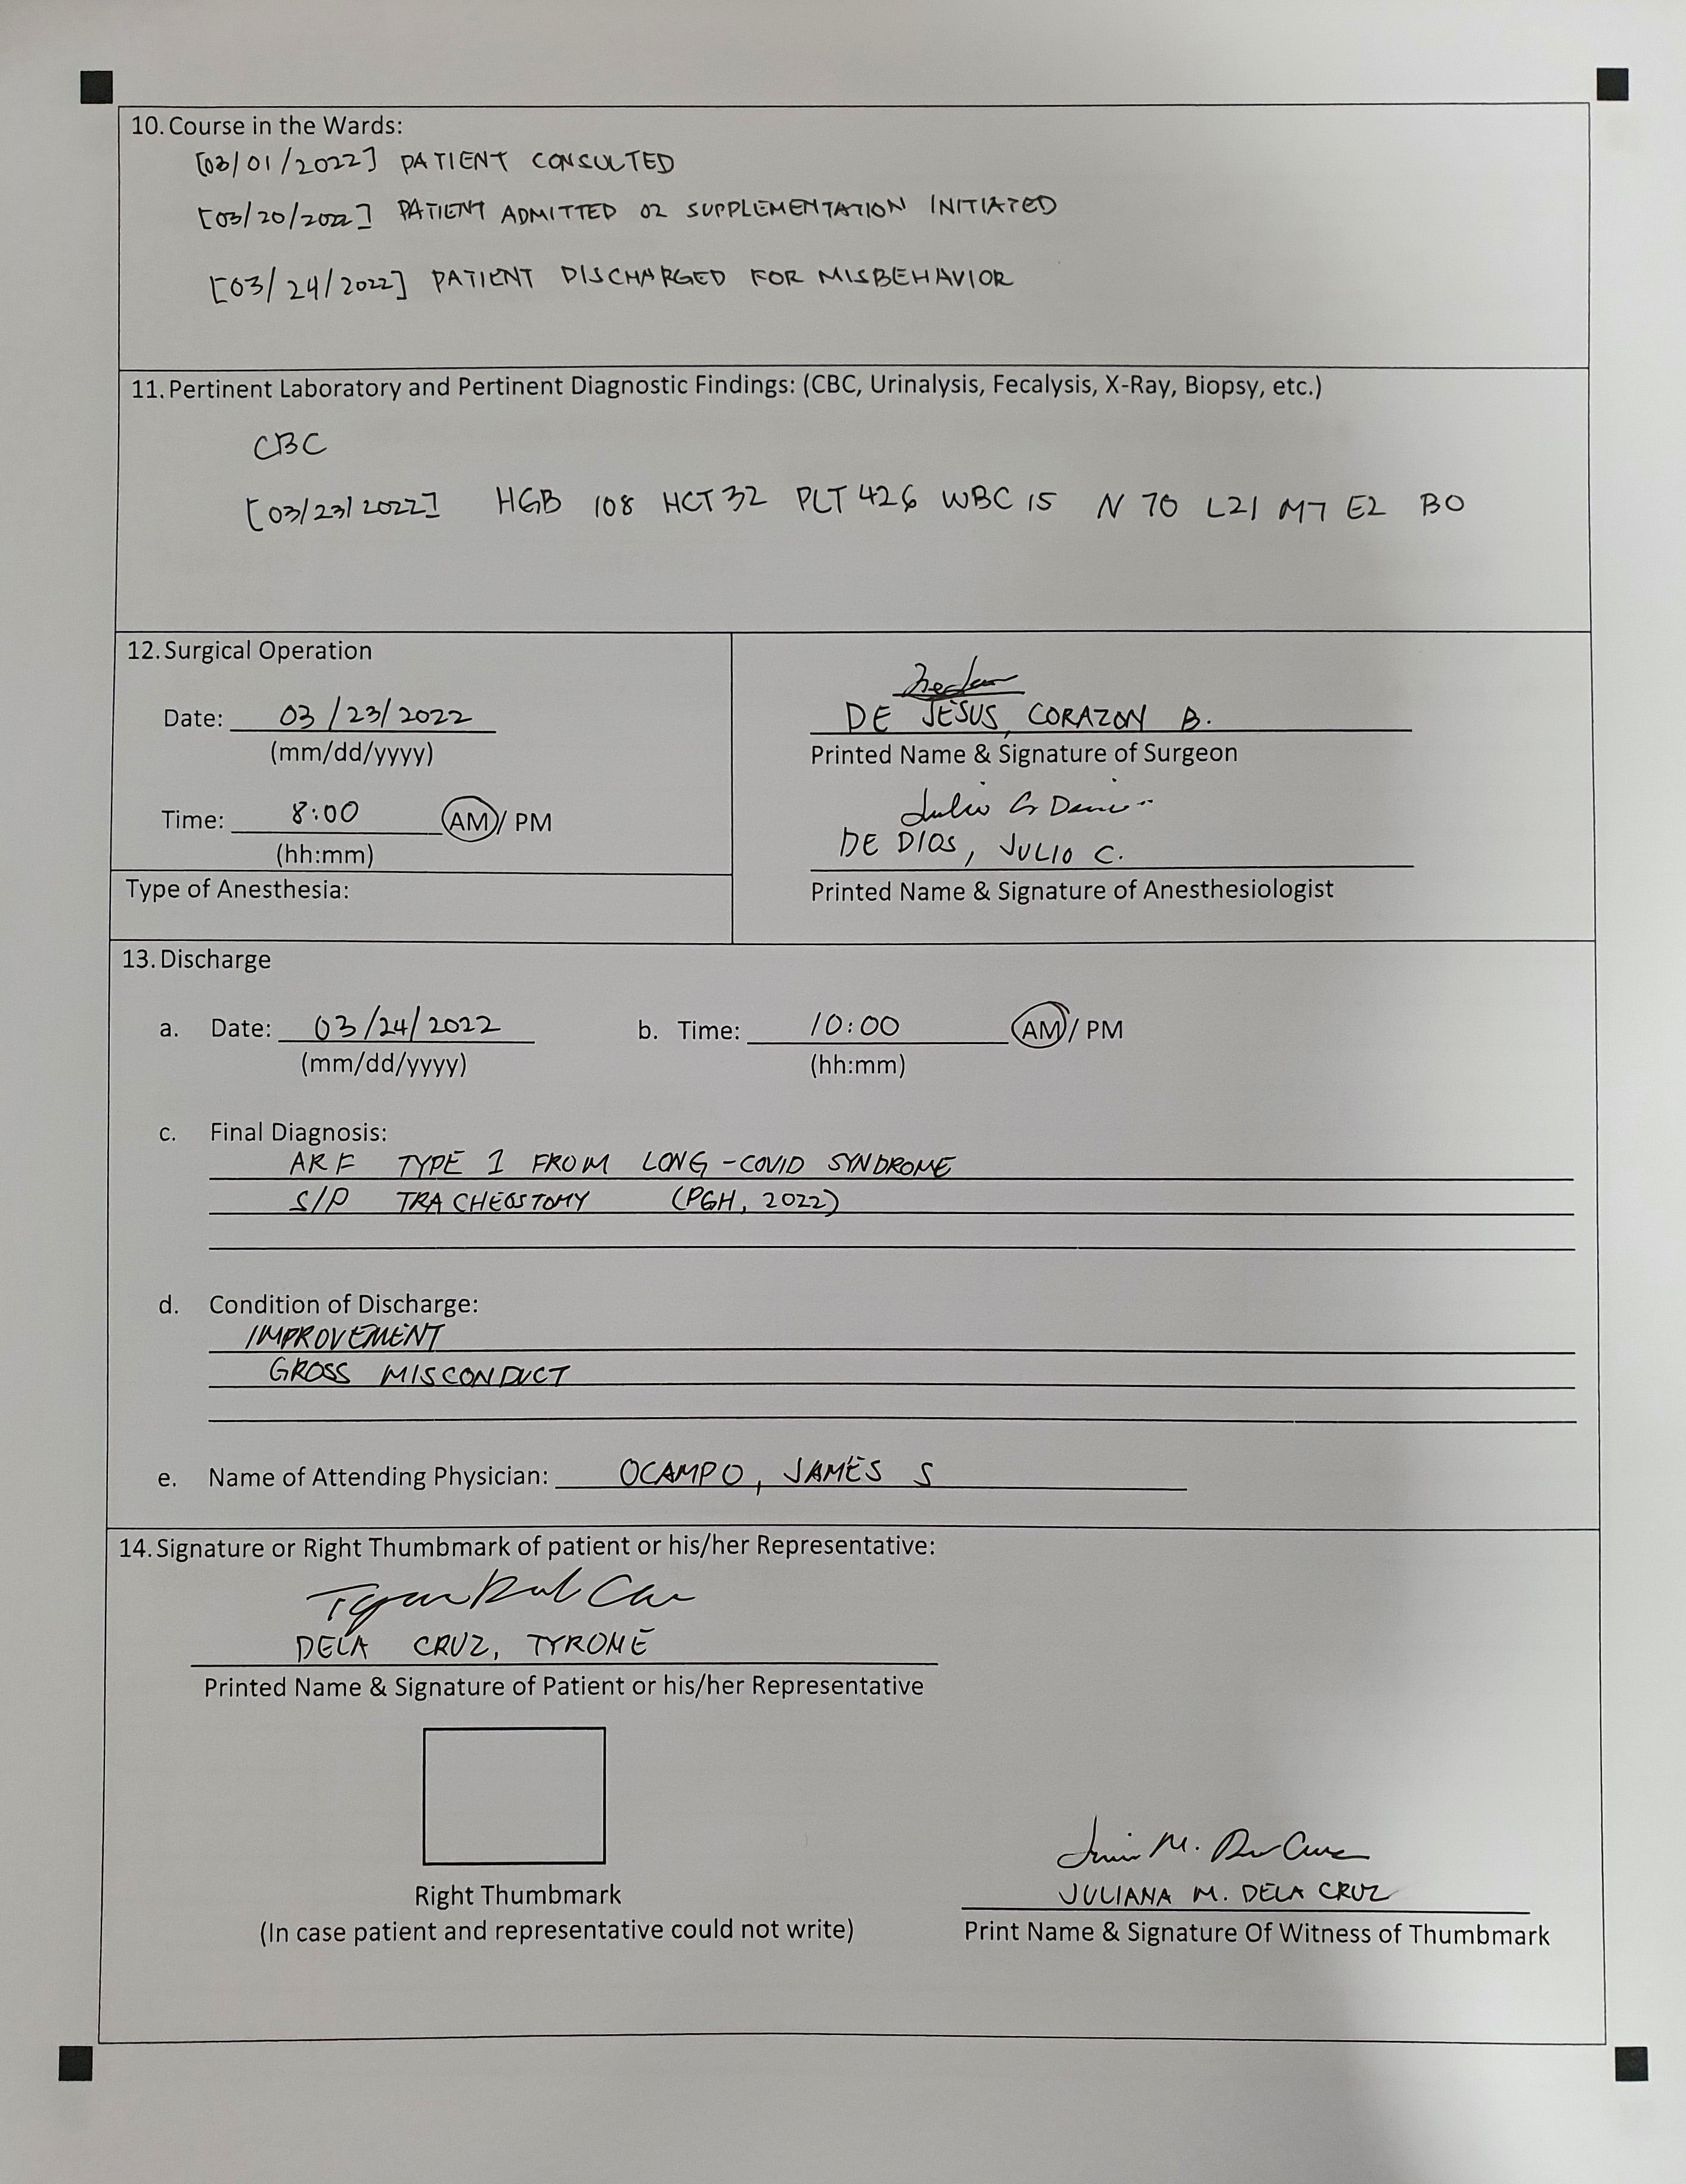 10. Course in the Wards:
[03/01/2022] PATIENT CONSULTED
[03/20/2022] PATIENT ADMITTED O2 SUPPLEMENTATION INITIATED
[03/24/2022] PATIENT DISCHARGED FOR MISBEHAVIOR
11. Pertinent Laboratory and Pertinent Diagnostic Findings: (CBC, Urinalysis, Fecalysis, X-Ray, Biopsy, etc.)
CBC
[03/23/2022] HGB 108 HCT 32 PLT 426 WBC 15 N 70 L21 M7 E2 B0
12. Surgical Operation
Date: 03/23/2022
(mm/dd/yyyy)
Time: 8:00 AM / PM
(hh:mm)
Type of Anesthesia:
DE JESUS, CORAZON B.
Printed Name & Signature of Surgeon
DE DIOS, JULIO C.
Printed Name & Signature of Anesthesiologist
13. Discharge
a. Date: 03/24/2022 b. Time: 10:00 AM / PM
(mm/dd/yyyy) (hh:mm)
c. Final Diagnosis:
ARF TYPE 1 FROM LONG-COVID SYNDROME
S/P TRACHEOSTOMY (PGH, 2022)
d. Condition of Discharge:
IMPROVEMENT
GROSS MISCONDUCT
e. Name of Attending Physician: OCAMPO, JAMES S
14. Signature or Right Thumbmark of patient or his/her Representative:
DELA CRUZ, TYRONE
Printed Name & Signature of Patient or his/her Representative
Right Thumbmark
(In case patient and representative could not write)
JULIANA M. DELA CRUZ
Print Name & Signature Of Witness of Thumbmark